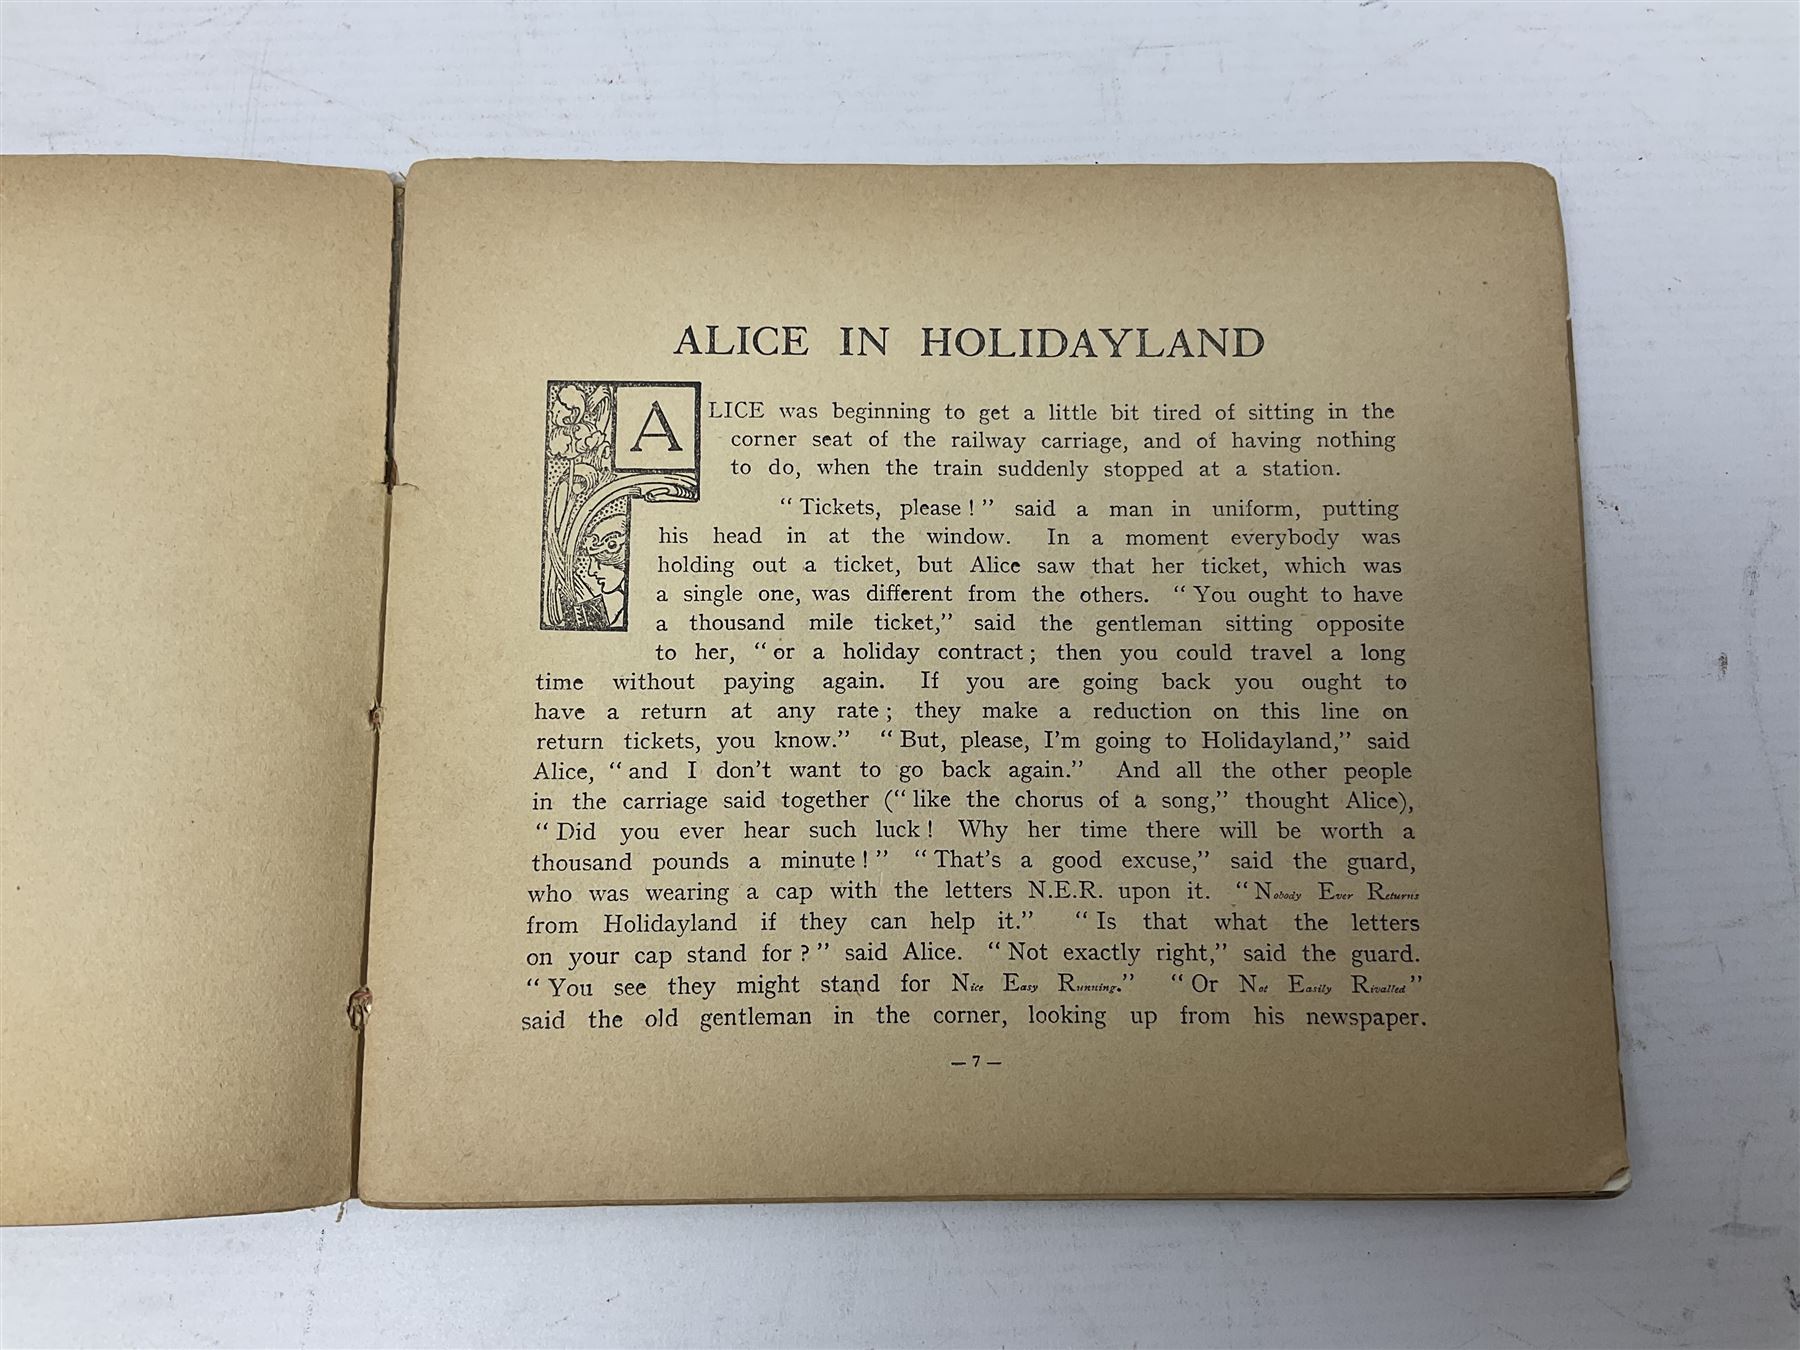 ALICE IN HOLIDAYLAND
ALICE was beginning to get a little bit tired of sitting in the
corner seat of the railway carriage, and of having nothing
to do, when the train suddenly stopped at a station.
“Tickets, please!” said a man in uniform, putting
his head in at the window. In a moment everybody was
holding out a ticket, but Alice saw that her ticket, which was
a single one, was different from the others. “You ought to have
a thousand mile ticket,” said the gentleman sitting opposite
to her, “or a holiday contract; then you could travel a long
time without paying again. If you are going back you ought to
have a return at any rate; they make a reduction on this line on
return tickets, you know.” “But, please, I'm going to Holidayland,” said
Alice, “and I don't want to go back again.” And all the other people
in the carriage said together (“like the chorus of a song,” thought Alice),
“Did you ever hear such luck! Why her time there will be worth a
thousand pounds a minute!” “That's a good excuse,” said the guard,
who was wearing a cap with the letters N.E.R. upon it. “Nobody Ever Returns
from Holidayland if they can help it.” “Is that what the letters
on your cap stand for?” said Alice. “Not exactly right,” said the guard.
“You see they might stand for Nice Easy Running.” “Or Not Easily Rivalled”
said the old gentleman in the corner, looking up from his newspaper.
— 7 —